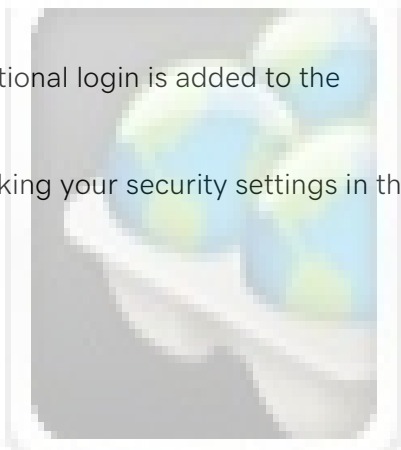 tional login is added to the
king your security settings in th